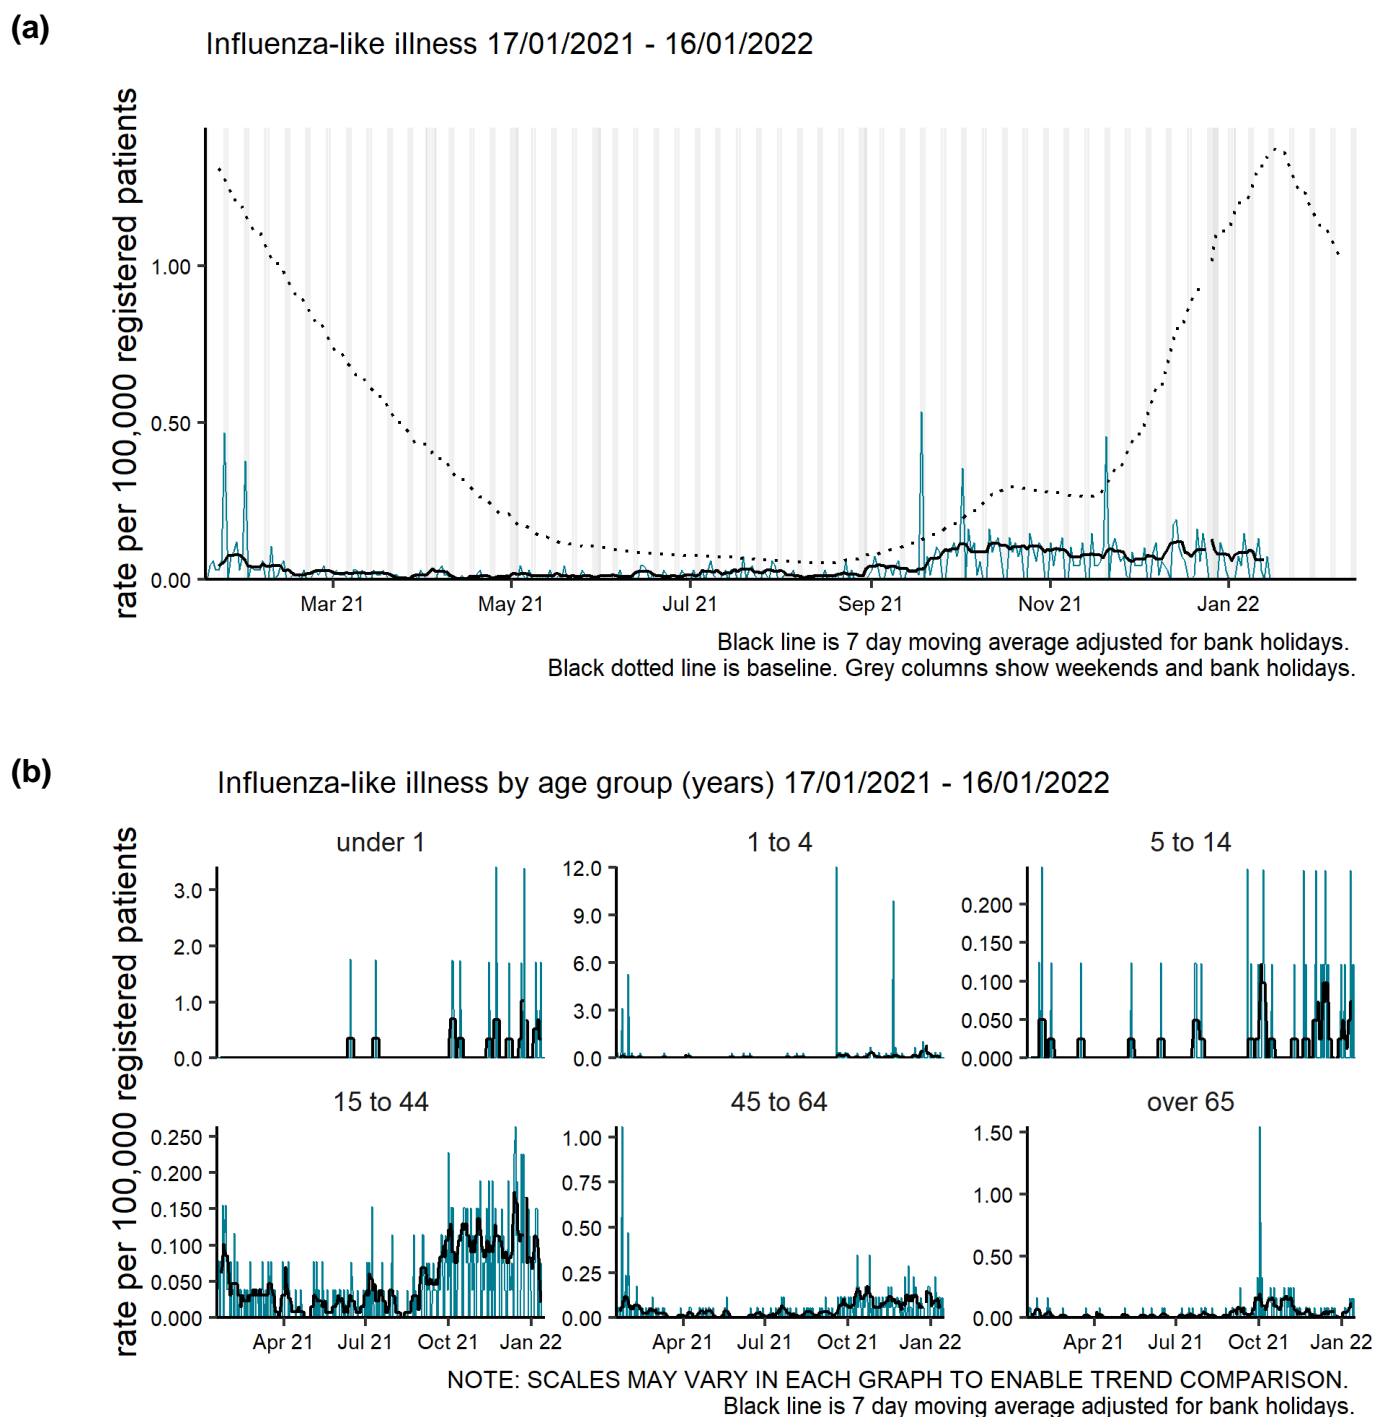 (a)
Influenza-like illness 17/01/2021 - 16/01/2022
rate per 100,000 registered patients
1.00
0.50
0.00
Mar 21 May 21 Jul 21 Sep 21 Nov 21 Jan 22
Black line is 7 day moving average adjusted for bank holidays.
Black dotted line is baseline. Grey columns show weekends and bank holidays.
(b)
Influenza-like illness by age group (years) 17/01/2021 - 16/01/2022
rate per 100,000 registered patients
under 1
3.0
2.0
1.0
0.0
1 to 4
12.0
9.0
6.0
3.0
0.0
5 to 14
0.200
0.150
0.100
0.050
0.000
15 to 44
0.250
0.200
0.150
0.100
0.050
0.000
Apr 21 Jul 21 Oct 21 Jan 22
45 to 64
1.00
0.75
0.50
0.25
0.00
Apr 21 Jul 21 Oct 21 Jan 22
over 65
1.50
1.00
0.50
0.00
Apr 21 Jul 21 Oct 21 Jan 22
NOTE: SCALES MAY VARY IN EACH GRAPH TO ENABLE TREND COMPARISON.
Black line is 7 day moving average adjusted for bank holidays.